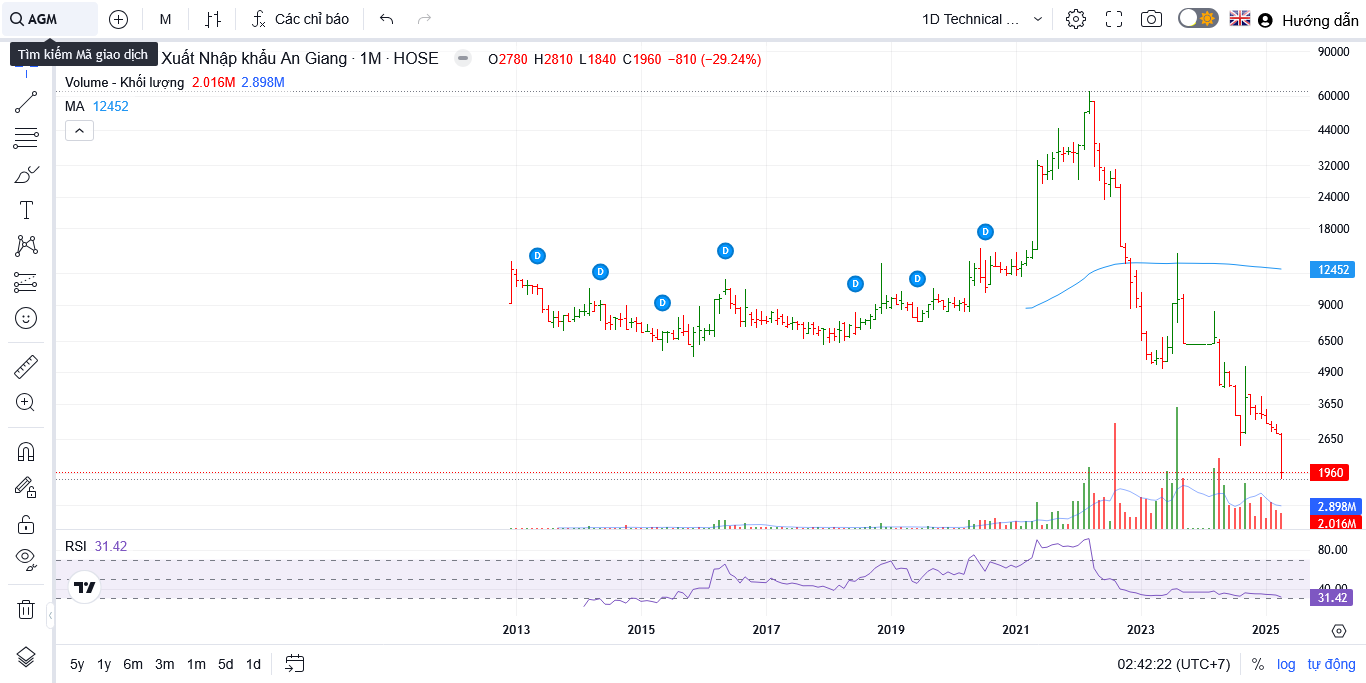 AGM
M
Các chỉ báo
1D Technical ...
Hướng dẫn
Tìm kiếm Mã giao dịch
Xuất Nhập khẩu An Giang · 1M · HOSE
O2780 H2810 L1840 C1960 −810 (−29.24%)
Volume - Khối lượng 2.016M 2.898M
MA 12452
90000
60000
44000
32000
24000
18000
12452
9000
6500
4900
3650
2650
1960
2.898M
2.016M
D
D
D
D
D
D
D
RSI 31.42
80.00
40.00
31.42
2013 2015 2017 2019 2021 2023 2025
5y 1y 6m 3m 1m 5d 1d
02:42:22 (UTC+7) % log tự động